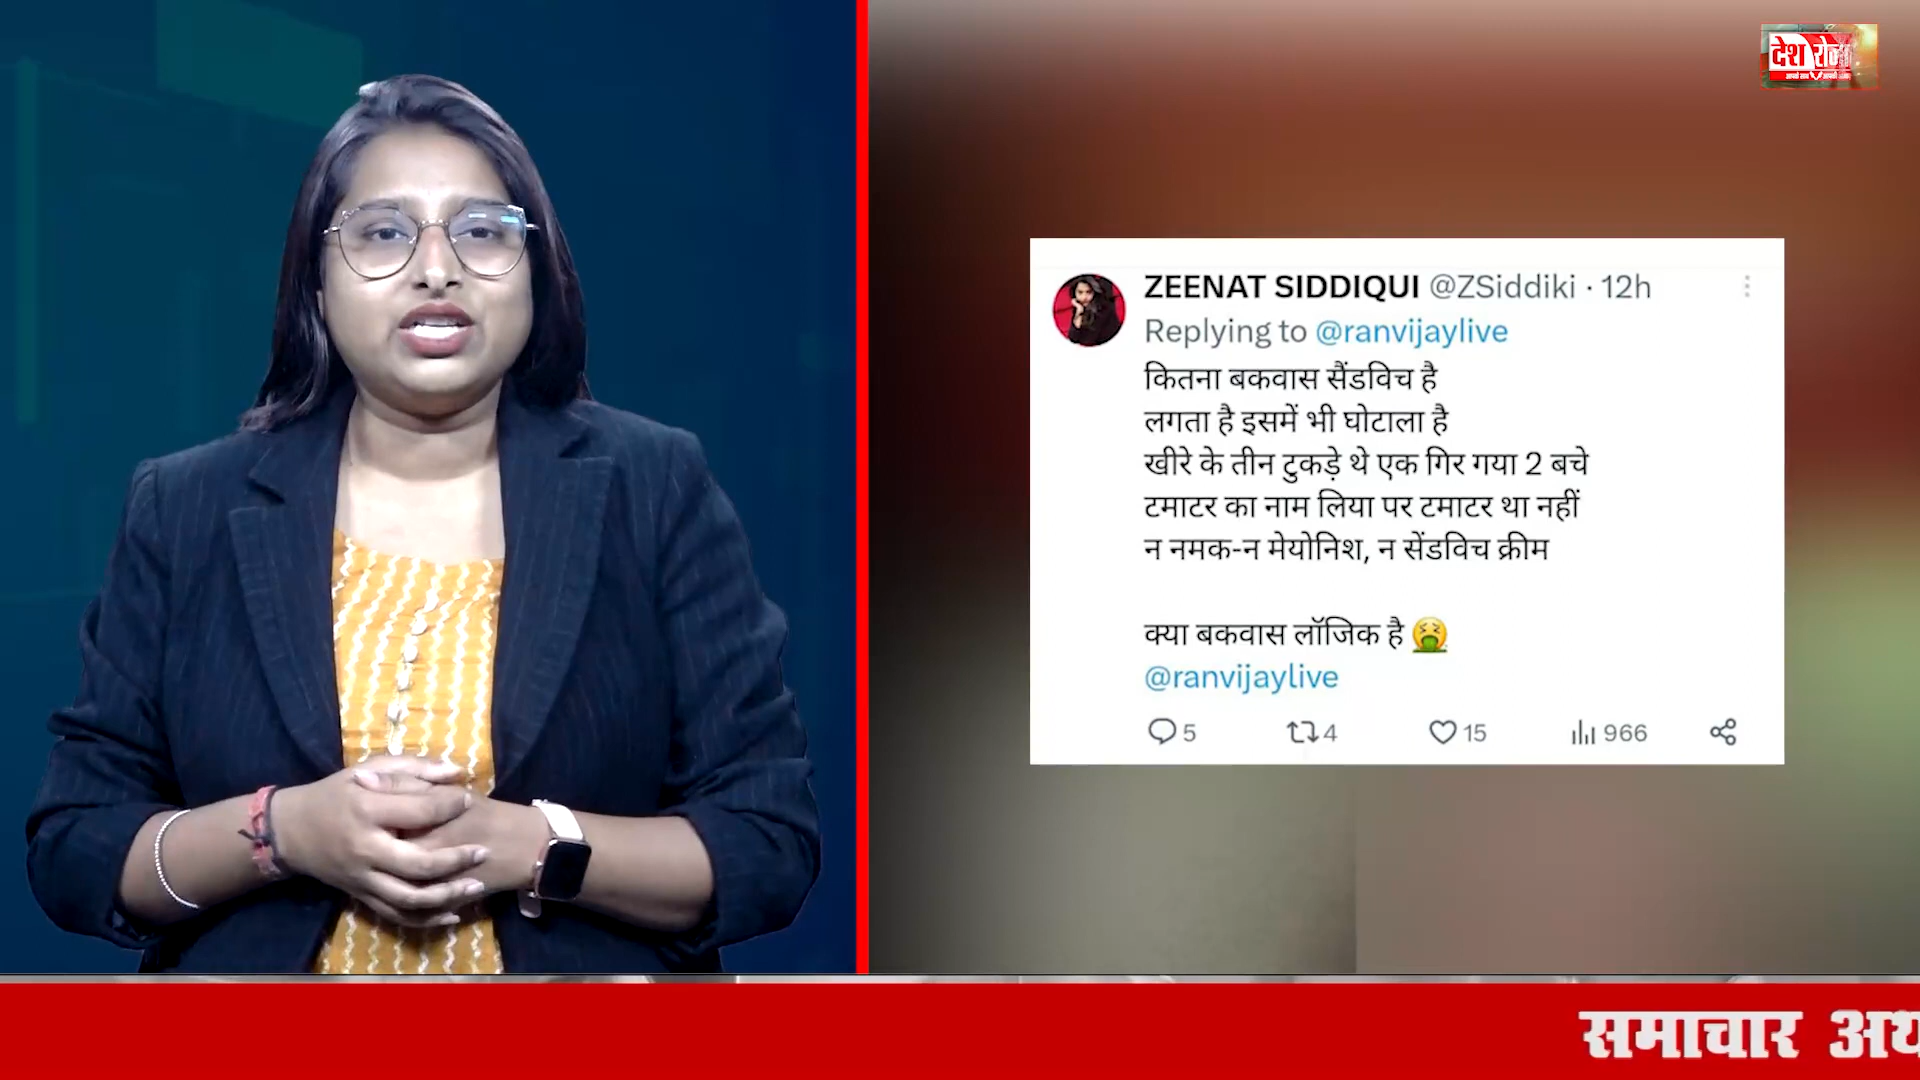 देश रोजाना
ZEENAT SIDDIQUI @ZSiddiki · 12h
Replying to @ranvijaylive
कितना बकवास सैंडविच है
लगता है इसमें भी घोटाला है
खीरे के तीन टुकड़े थे एक गिर गया 2 बचे
टमाटर का नाम लिया पर टमाटर था नहीं
न नमक-न मेयोनिश, न सेंडविच क्रीम
क्या बकवास लॉजिक है 🤮
@ranvijaylive
5 4 15 966
समाचार अथ